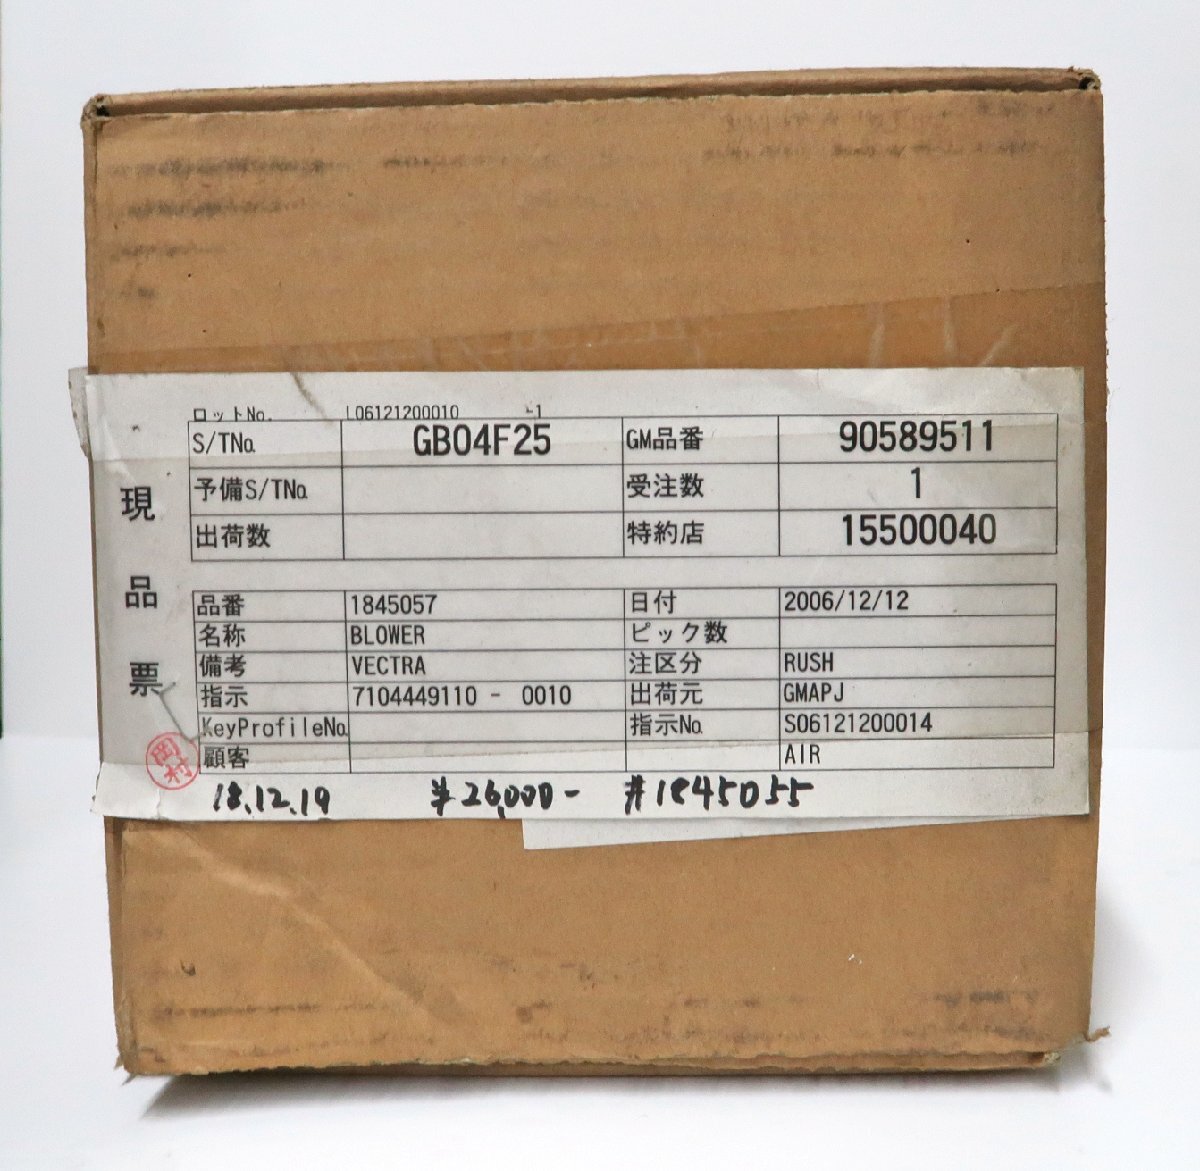 ロットNo. L06121200010 -1
S/TNo. GB04F25 GM品番 90589511
予備S/TNo. 受注数 1
出荷数 特約店 15500040
現品票
品番 1845057 日付 2006/12/12
名称 BLOWER ピック数
備考 VECTRA 注区分 RUSH
指示 7104449110 - 0010 出荷元 GMAPJ
KeyProfileNo. 指示No. S06121200014
顧客 AIR
岡村
18.12.19 ¥26,000- #1845055